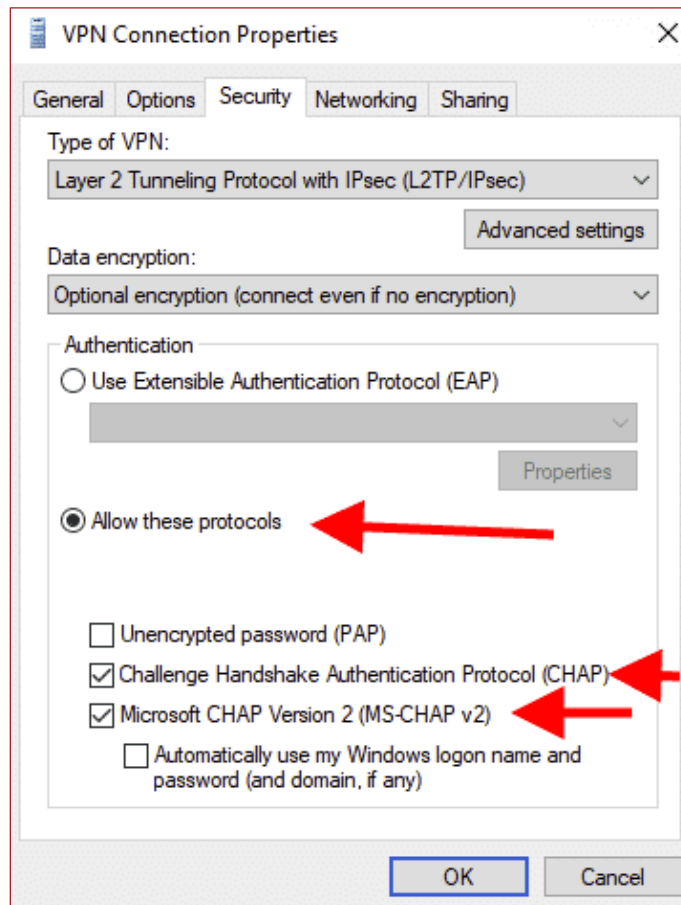 VPN Connection Properties
General Options Security Networking Sharing
Type of VPN:
Layer 2 Tunneling Protocol with IPsec (L2TP/IPsec)
Advanced settings
Data encryption:
Optional encryption (connect even if no encryption)
Authentication
Use Extensible Authentication Protocol (EAP)
Properties
Allow these protocols
Unencrypted password (PAP)
Challenge Handshake Authentication Protocol (CHAP)
Microsoft CHAP Version 2 (MS-CHAP v2)
Automatically use my Windows logon name and
password (and domain, if any)
OK Cancel